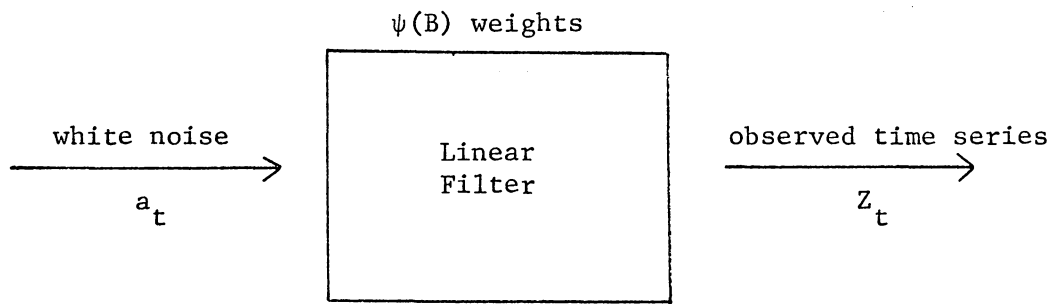 ψ(B) weights
white noise
a_t
Linear
Filter
observed time series
Z_t